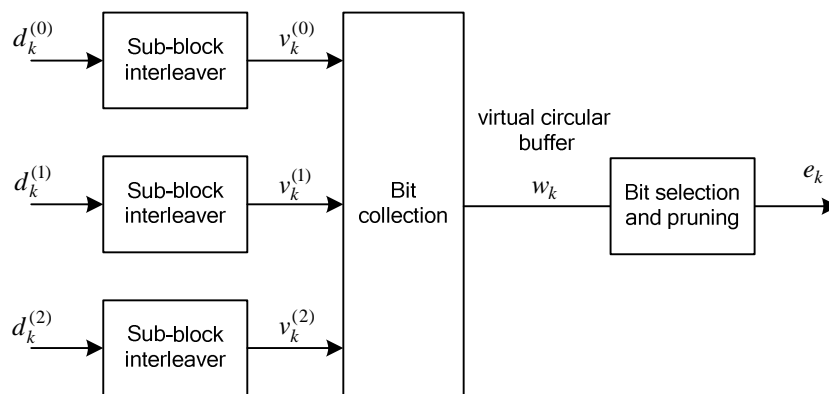 d_k^{(0)}
Sub-block
interleaver
v_k^{(0)}
d_k^{(1)}
Sub-block
interleaver
v_k^{(1)}
d_k^{(2)}
Sub-block
interleaver
v_k^{(2)}
Bit
collection
virtual circular
buffer
w_k
Bit selection
and pruning
e_k